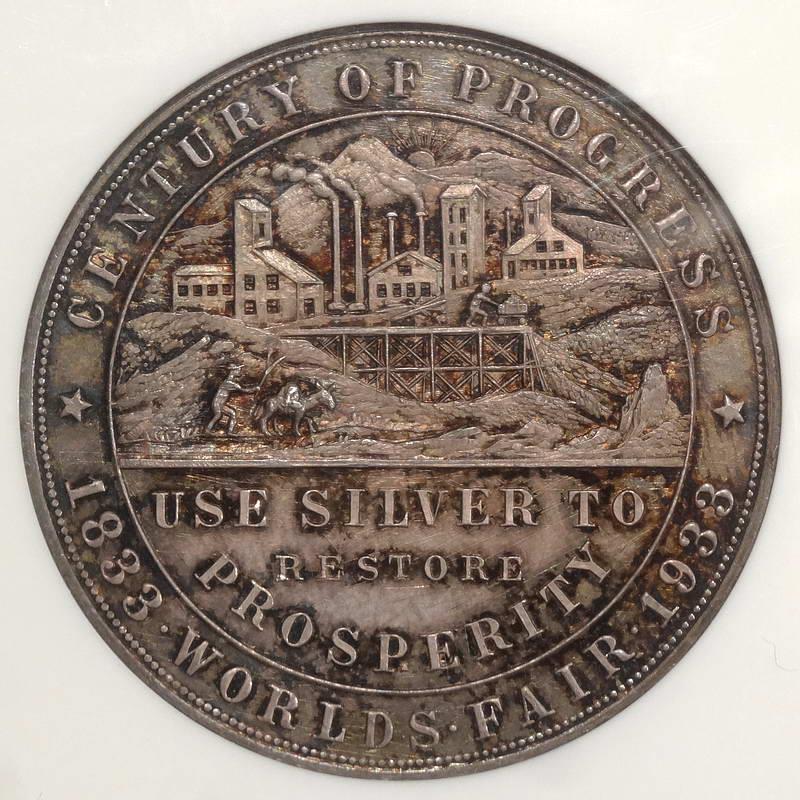 CENTURY OF PROGRESS
USE SILVER TO
RESTORE
PROSPERITY
1833 · WORLDS · FAIR · 1933